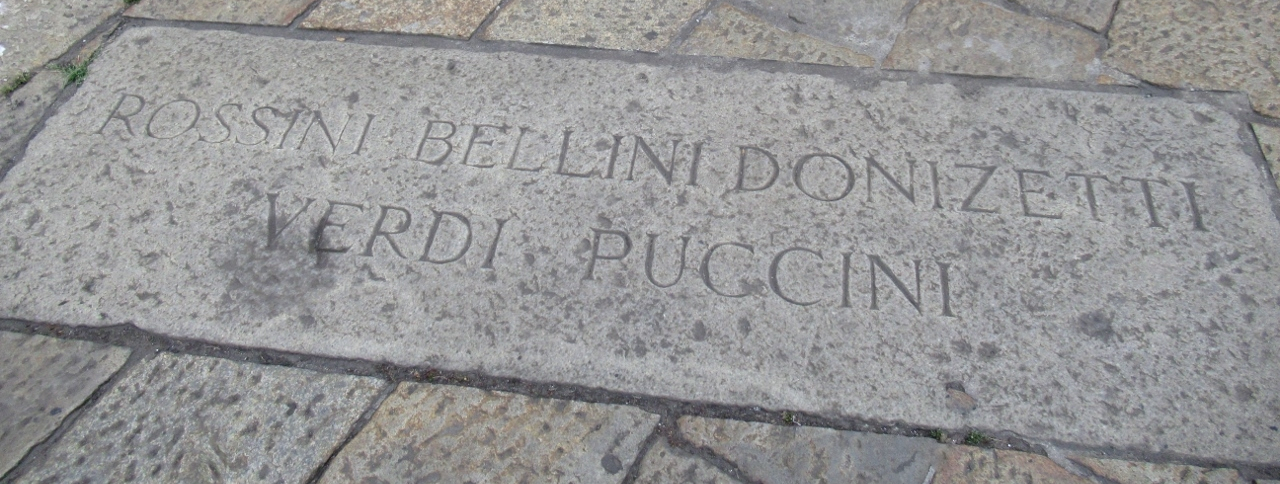 ROSSINI BELLINI DONIZETTI
VERDI PUCCINI